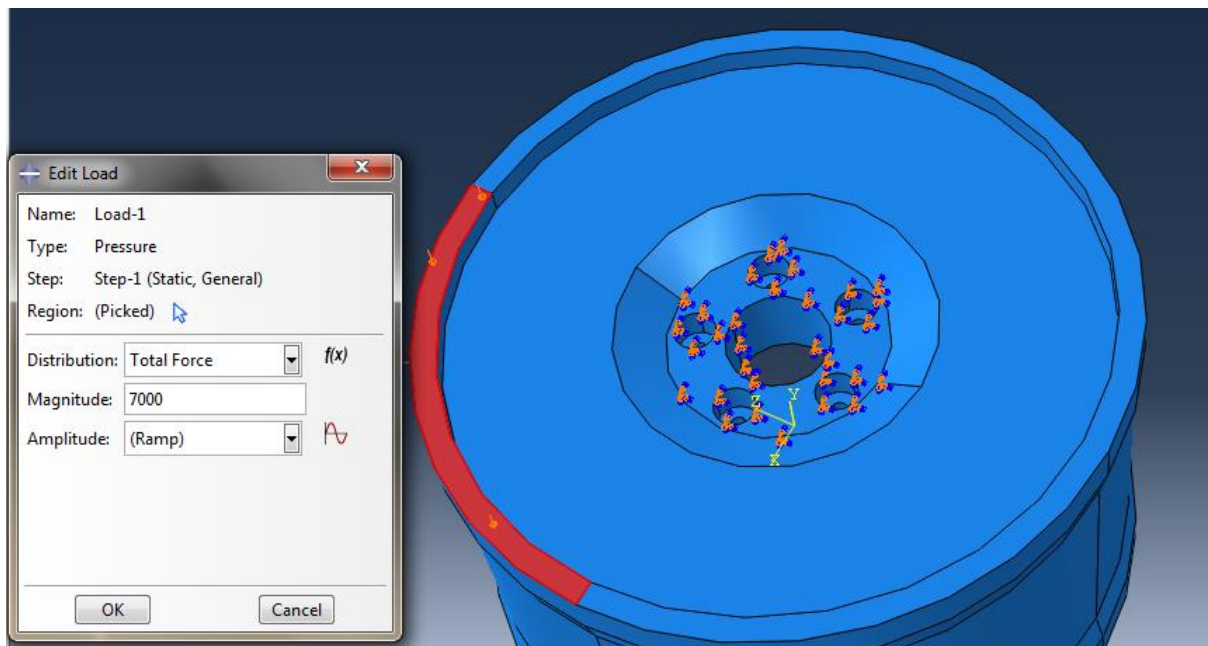 Edit Load
Name: Load-1
Type: Pressure
Step: Step-1 (Static, General)
Region: (Picked)
Distribution: Total Force f(x)
Magnitude: 7000
Amplitude: (Ramp)
OK Cancel
Y
Z
X